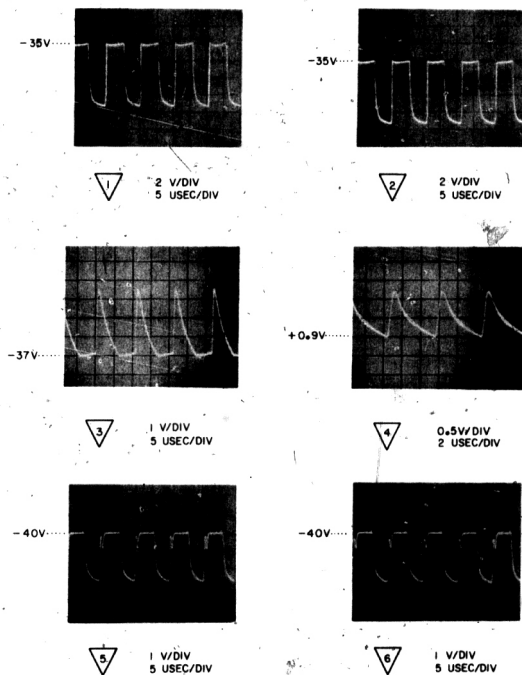 -35V
-35V
1
2 V/DIV
5 USEC/DIV
2
2 V/DIV
5 USEC/DIV
-37V
+0.9V
3
1 V/DIV
5 USEC/DIV
4
0.5V/DIV
2 USEC/DIV
-40V
-40V
5
1 V/DIV
5 USEC/DIV
6
1 V/DIV
5 USEC/DIV